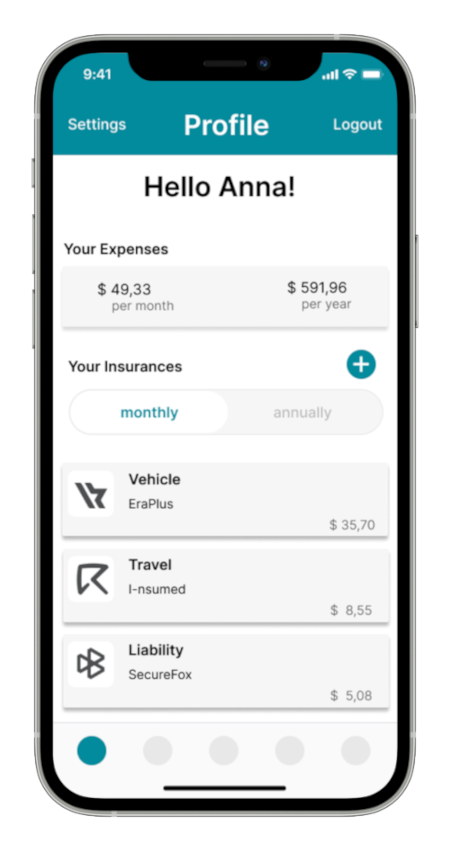 9:41
Settings Profile Logout
Hello Anna!
Your Expenses
$ 49,33 $ 591,96
per month per year
Your Insurances
monthly annually
Vehicle
EraPlus
$ 35,70
Travel
I-nsumed
$ 8,55
Liability
SecureFox
$ 5,08